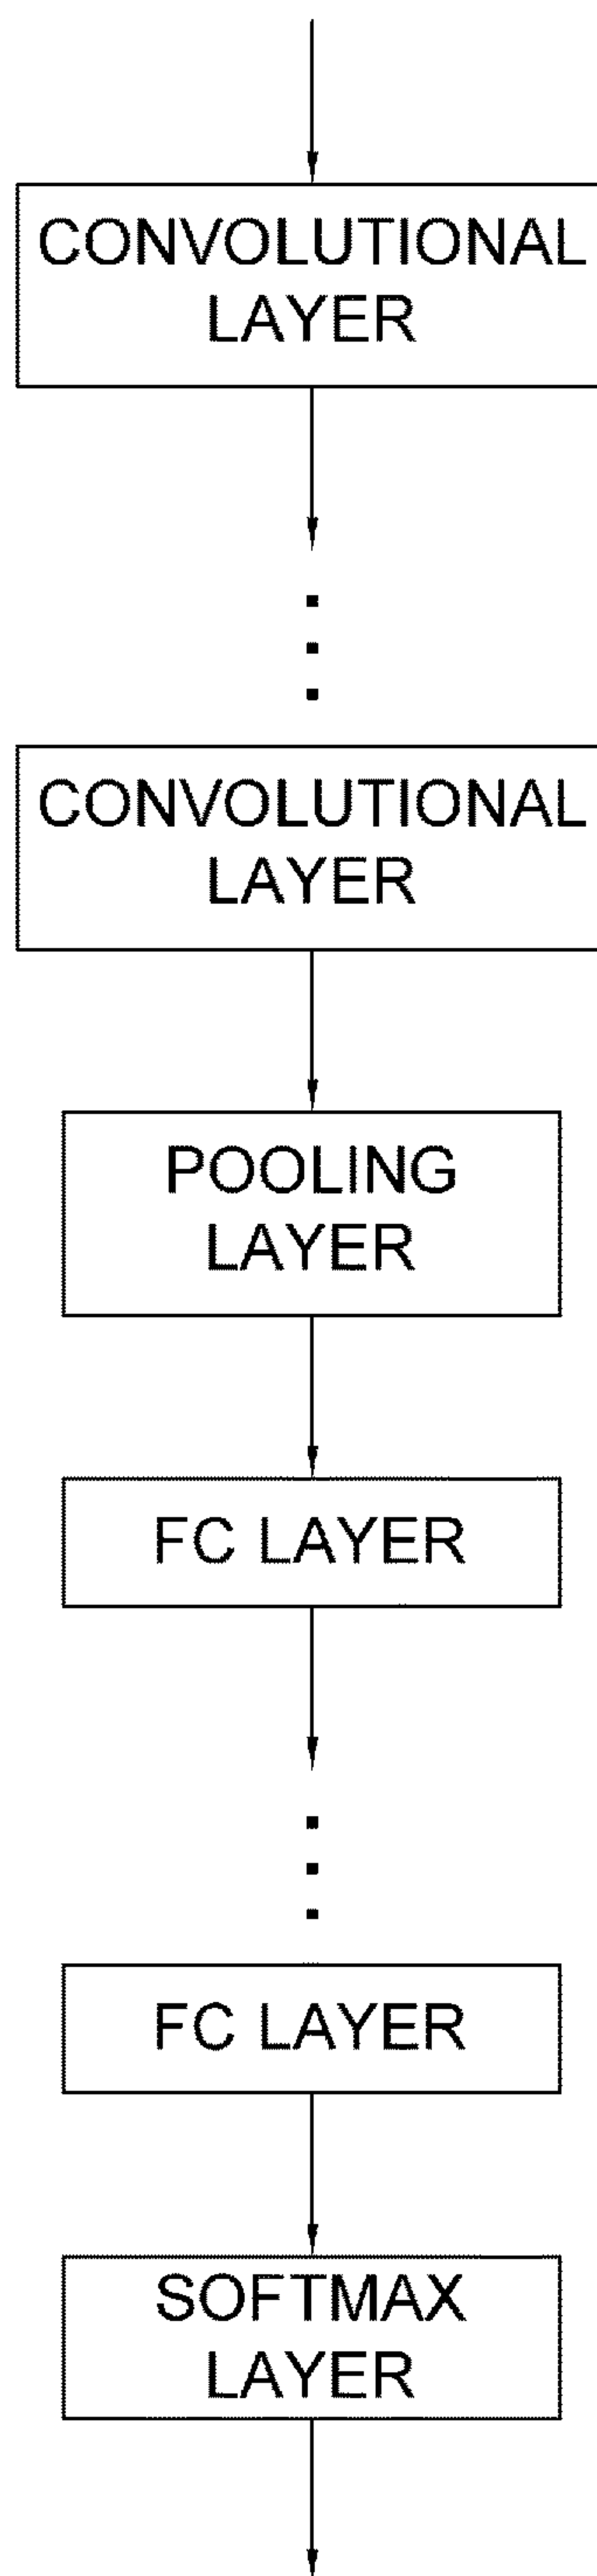 CONVOLUTIONAL
LAYER
CONVOLUTIONAL
LAYER
POOLING
LAYER
FC LAYER
FC LAYER
SOFTMAX
LAYER